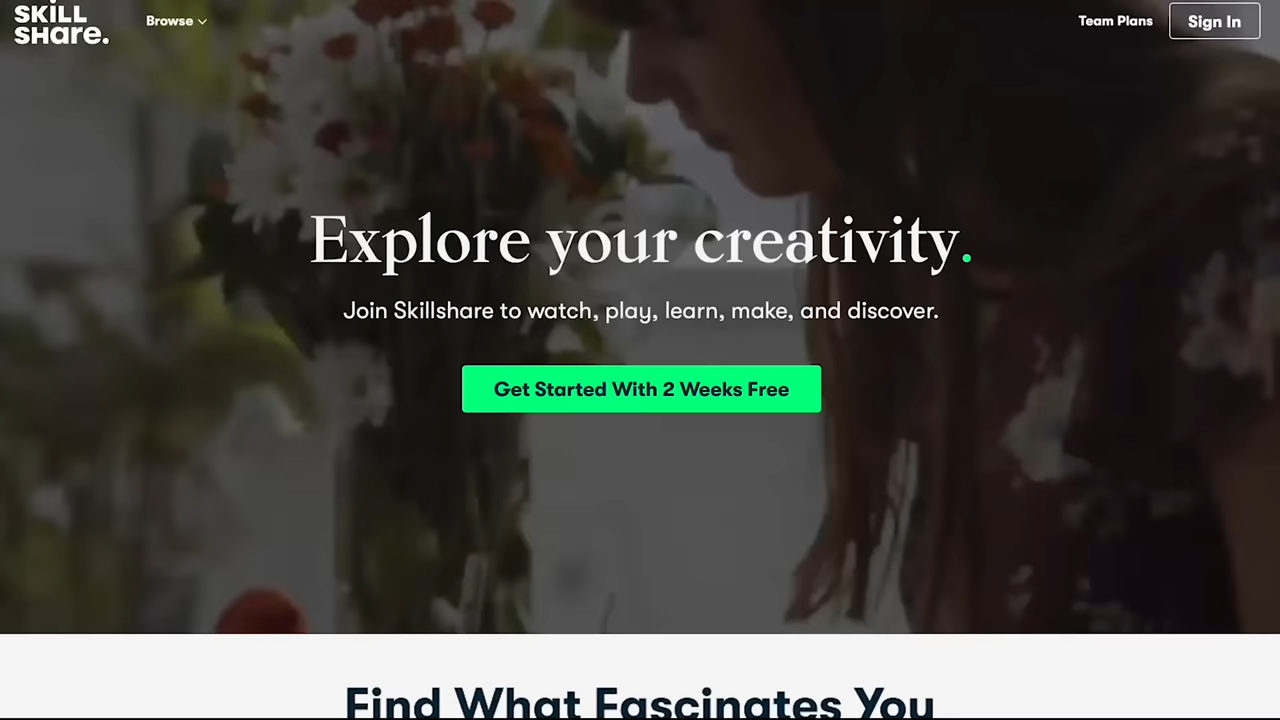 SKILL
SHare.
Browse
Team Plans
Sign In
Explore your creativity.
Join Skillshare to watch, play, learn, make, and discover.
Get Started With 2 Weeks Free
Find What Fascinates You